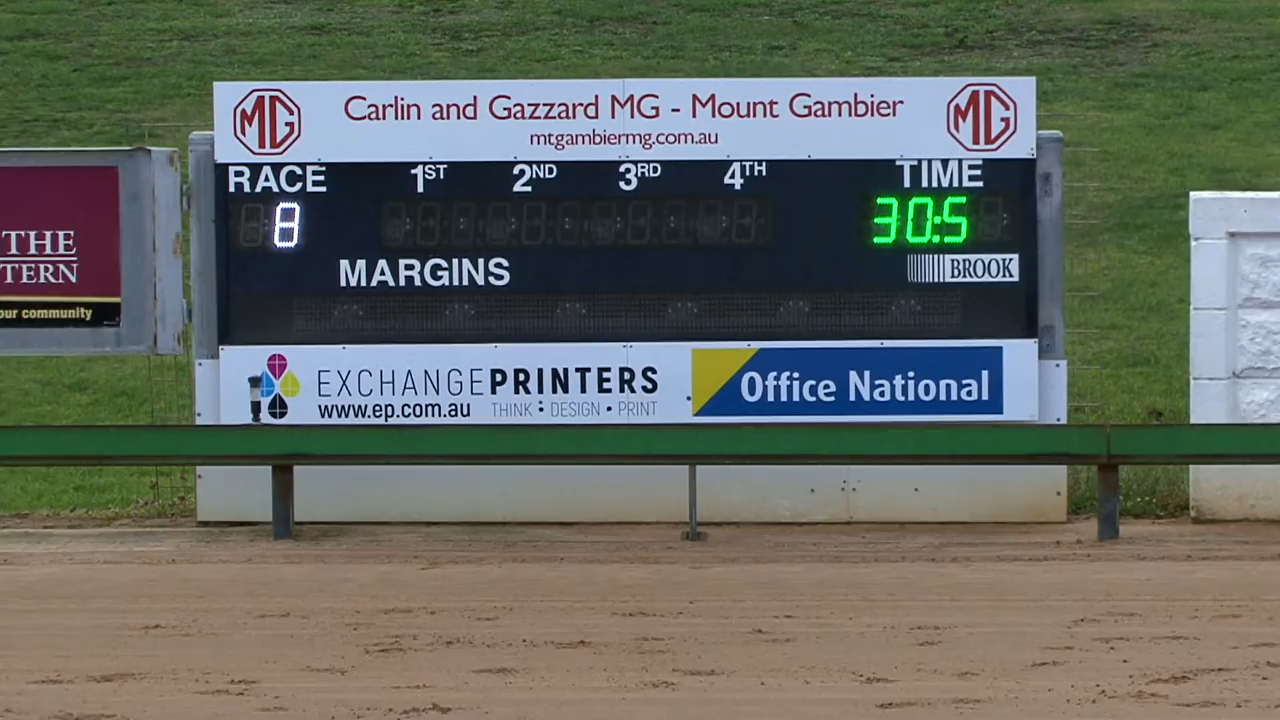 MG Carlin and Gazzard MG - Mount Gambier MG
mtgambiermg.com.au
RACE 1ST 2ND 3RD 4TH TIME
8 30:5
MARGINS BROOK
THE
TERN
our community
EXCHANGEPRINTERS
www.ep.com.au THINK : DESIGN • PRINT
Office National